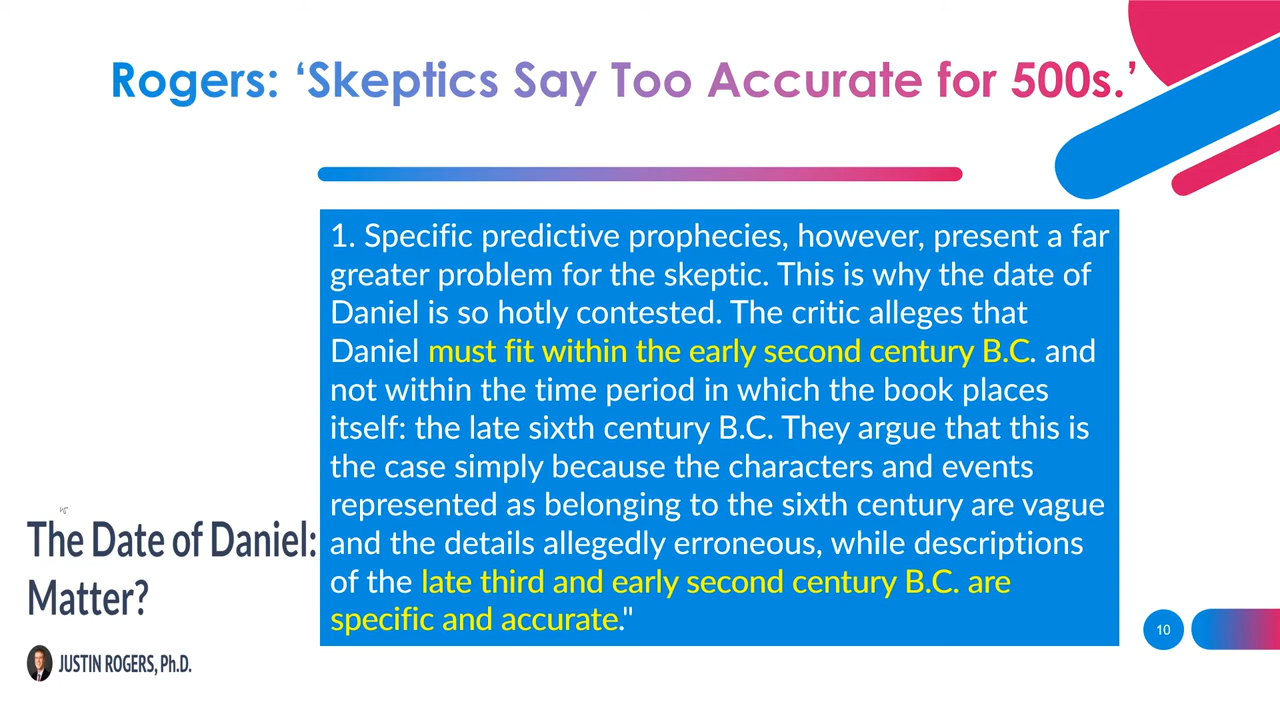 Rogers: ‘Skeptics Say Too Accurate for 500s.’
1. Specific predictive prophecies, however, present a far
greater problem for the skeptic. This is why the date of
Daniel is so hotly contested. The critic alleges that
Daniel must fit within the early second century B.C. and
not within the time period in which the book places
itself: the late sixth century B.C. They argue that this is
the case simply because the characters and events
represented as belonging to the sixth century are vague
and the details allegedly erroneous, while descriptions
of the late third and early second century B.C. are
specific and accurate."
The Date of Daniel:
Matter?
JUSTIN ROGERS, Ph.D.
10